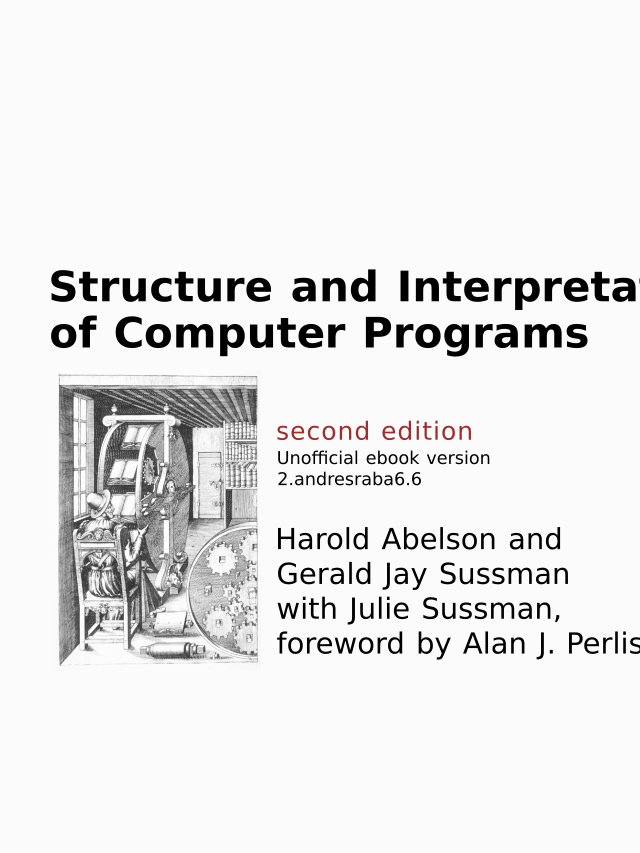 Structure and Interpreta
of Computer Programs
second edition
Unofficial ebook version
2.andresraba6.6
Harold Abelson and
Gerald Jay Sussman
with Julie Sussman,
foreword by Alan J. Perlis